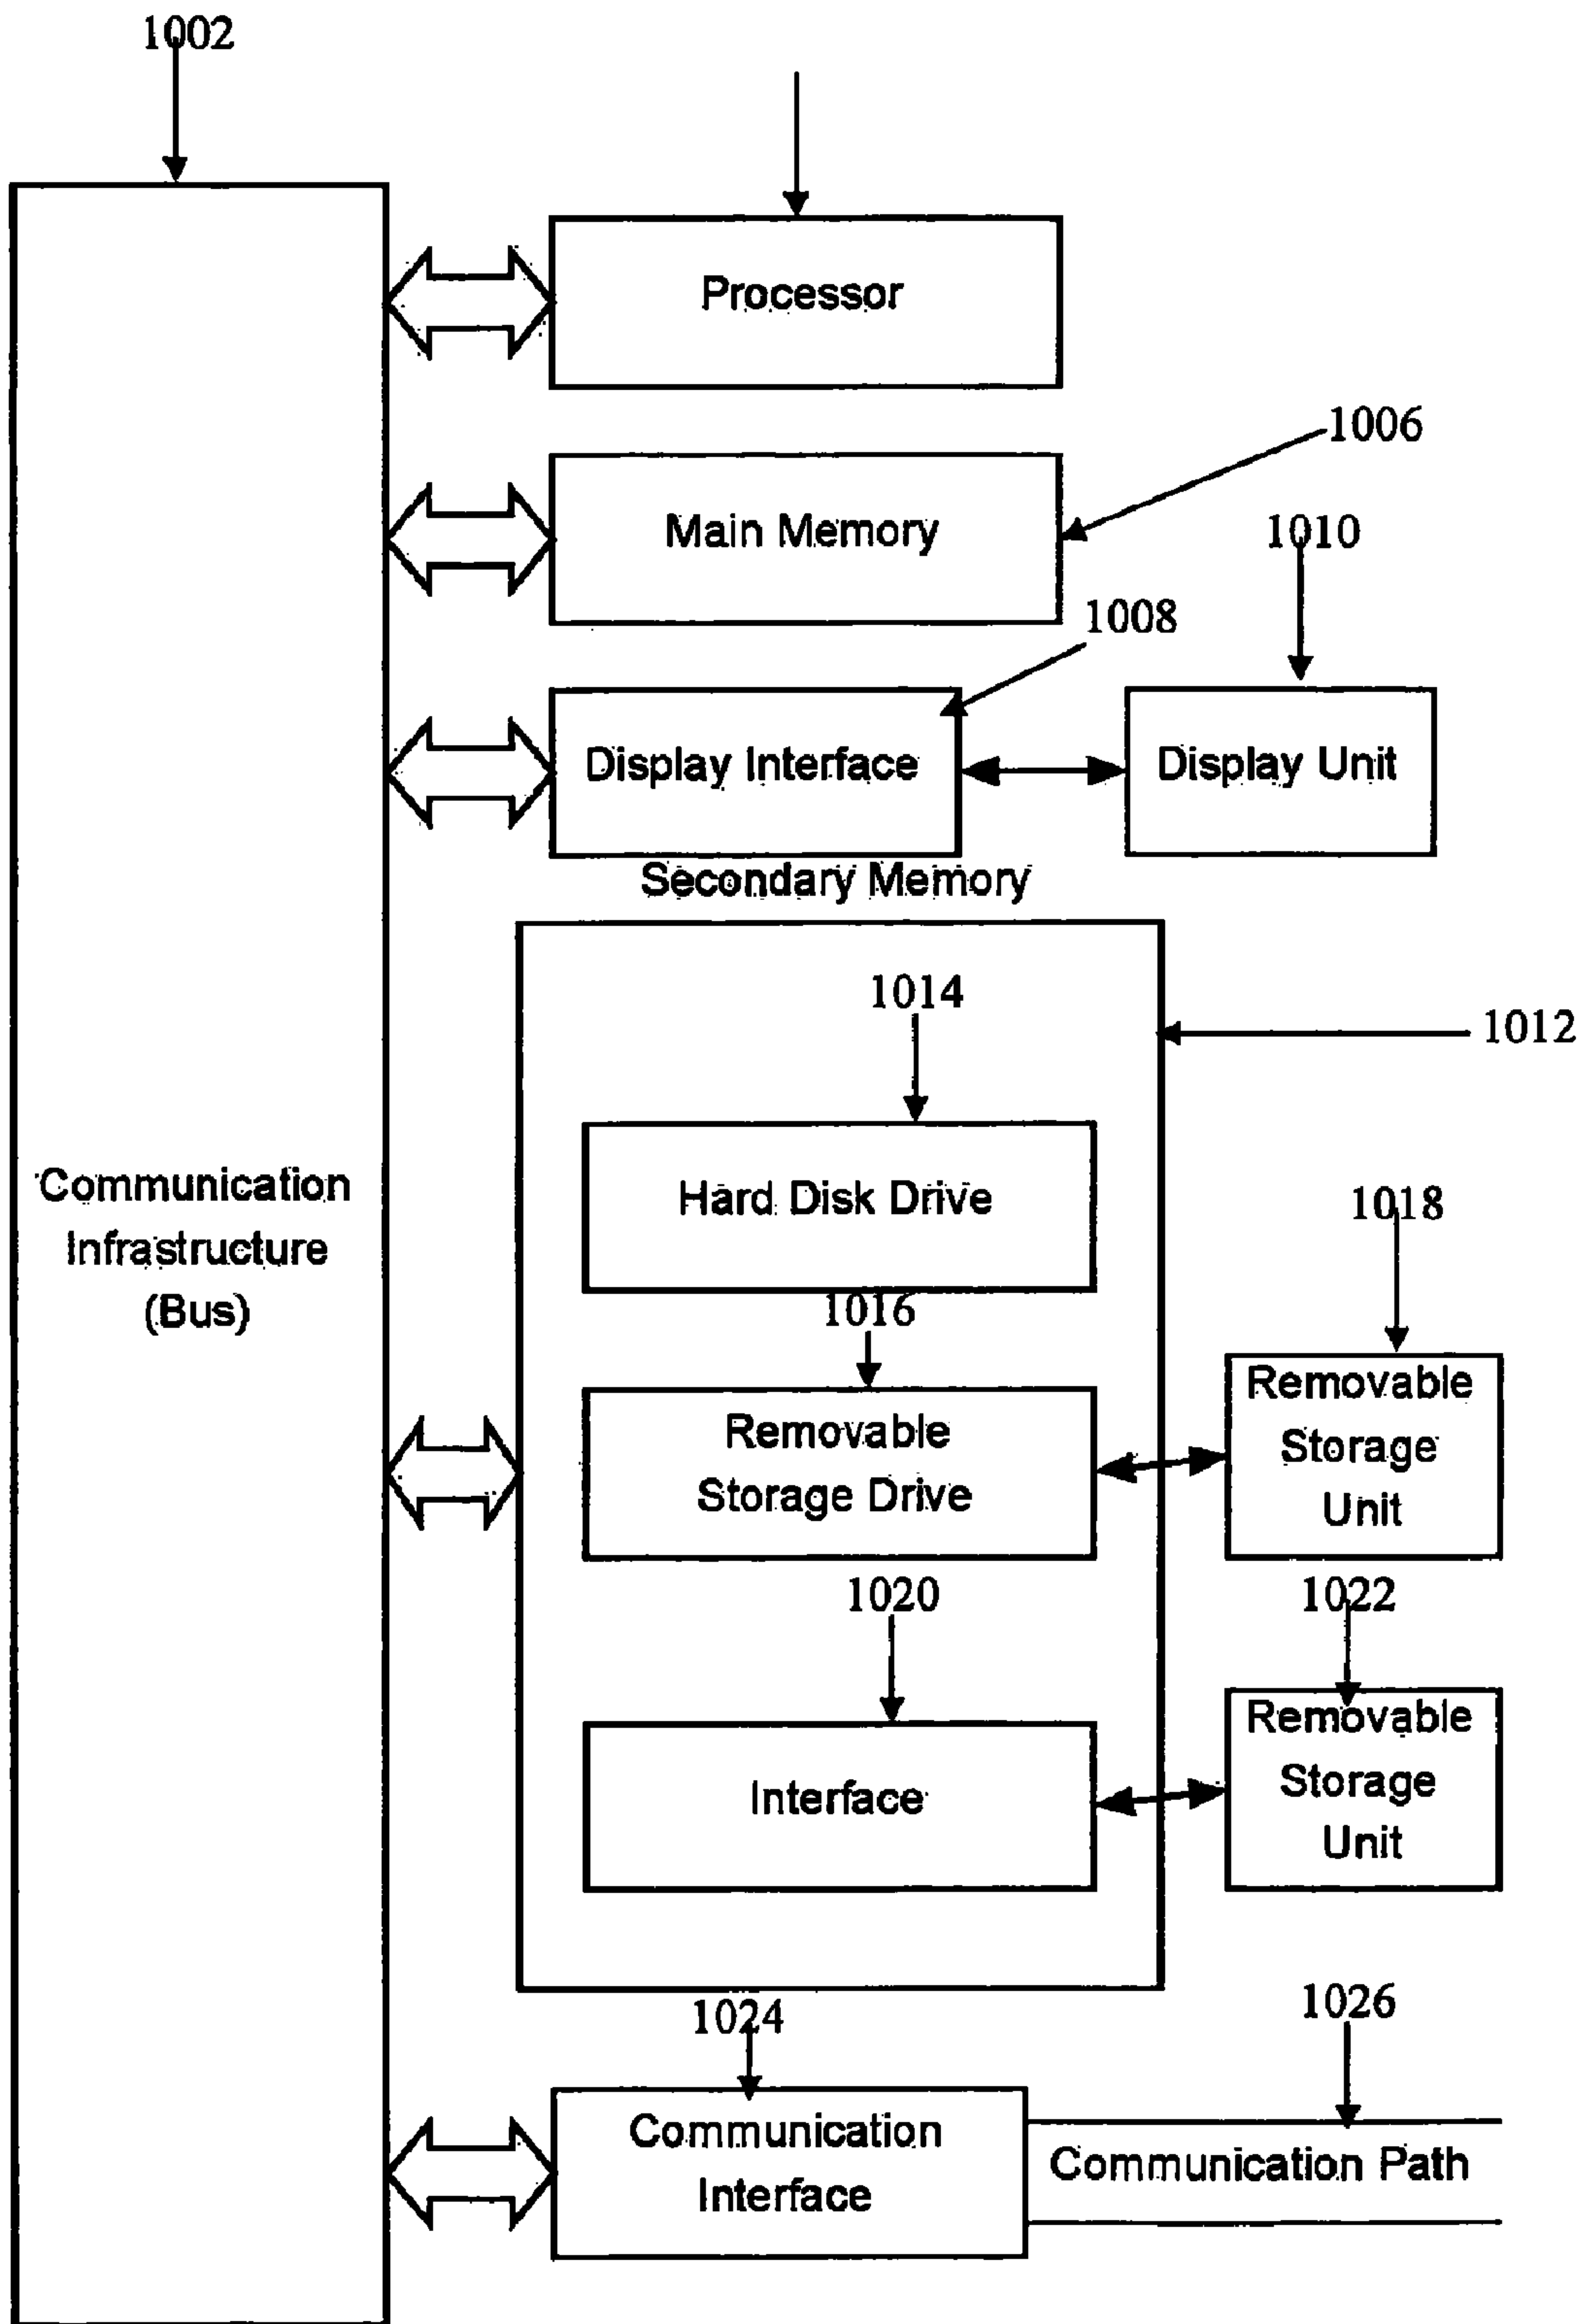 1002
Processor
1006
Main Memory
1010
1008
Display Interface
Display Unit
Secondary Memory
1014
1012
Hard Disk Drive
Communication
Infrastructure
(Bus)
1018
1016
Removable
Storage Drive
Removable
Storage
Unit
1020
1022
Interface
Removable
Storage
Unit
1024
1026
Communication
Interface
Communication Path